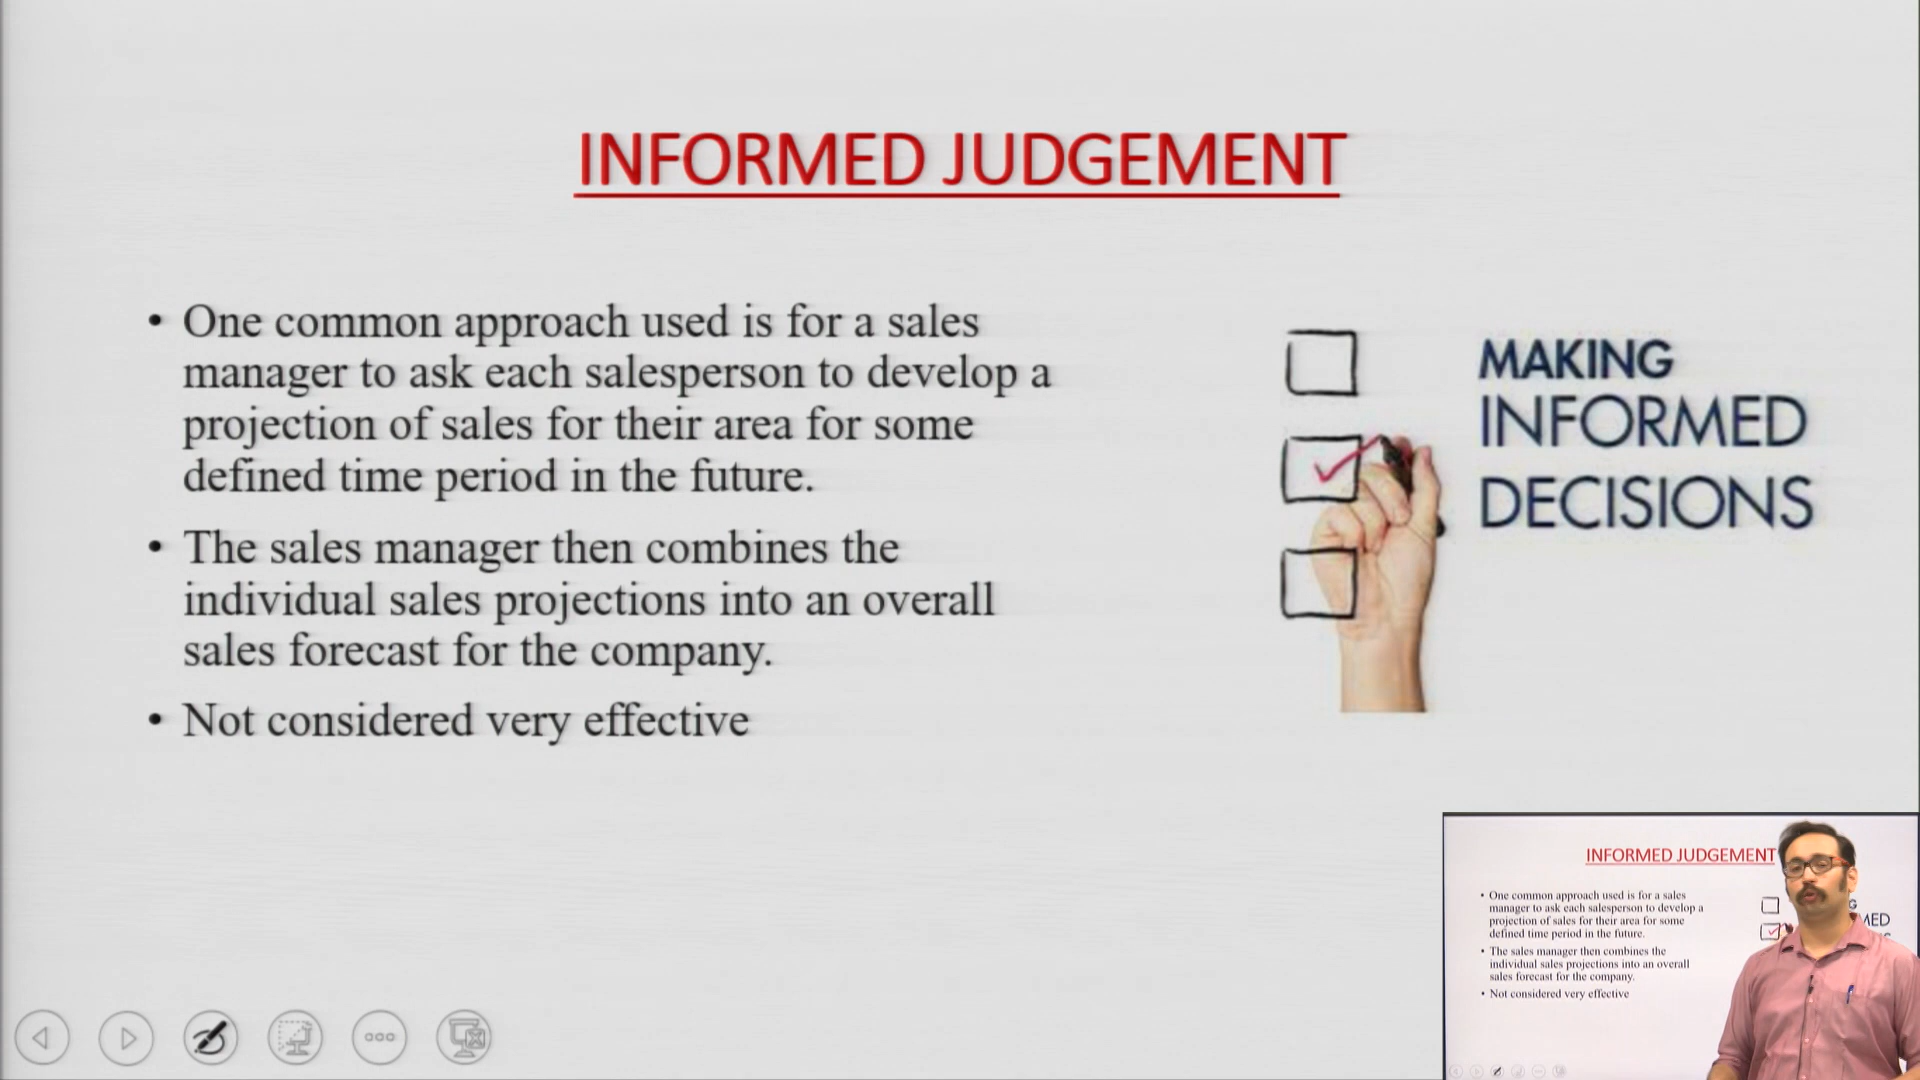 INFORMED JUDGEMENT
• One common approach used is for a sales
manager to ask each salesperson to develop a
projection of sales for their area for some
defined time period in the future.
• The sales manager then combines the
individual sales projections into an overall
sales forecast for the company.
• Not considered very effective
MAKING
INFORMED
DECISIONS
INFORMED JUDGEMENT
• One common approach used is for a sales
manager to ask each salesperson to develop a
projection of sales for their area for some
defined time period in the future.
• The sales manager then combines the
individual sales projections into an overall
sales forecast for the company.
• Not considered very effective
G
MED